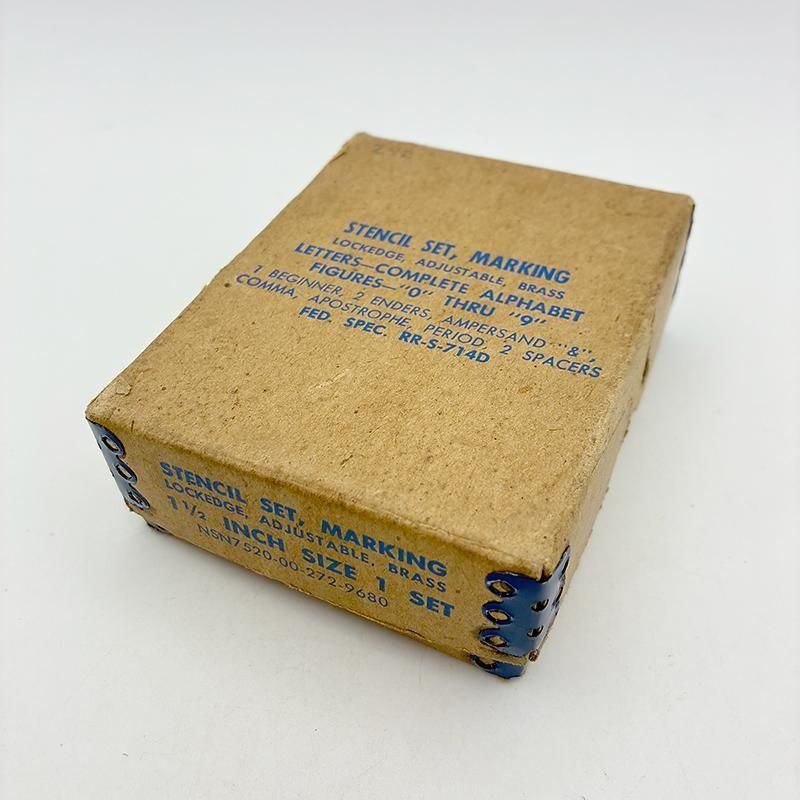 STENCIL SET, MARKING
LOCKEDGE, ADJUSTABLE, BRASS
LETTERS—COMPLETE ALPHABET
FIGURES—"0" THRU "9"
1 BEGINNER, 2 ENDERS, AMPERSAND "&",
COMMA, APOSTROPHE, PERIOD, 2 SPACERS
FED. SPEC. RR-S-714D
STENCIL SET, MARKING
LOCKEDGE, ADJUSTABLE, BRASS
1 1/2 INCH SIZE 1 SET
NSN7520-00-272-9680